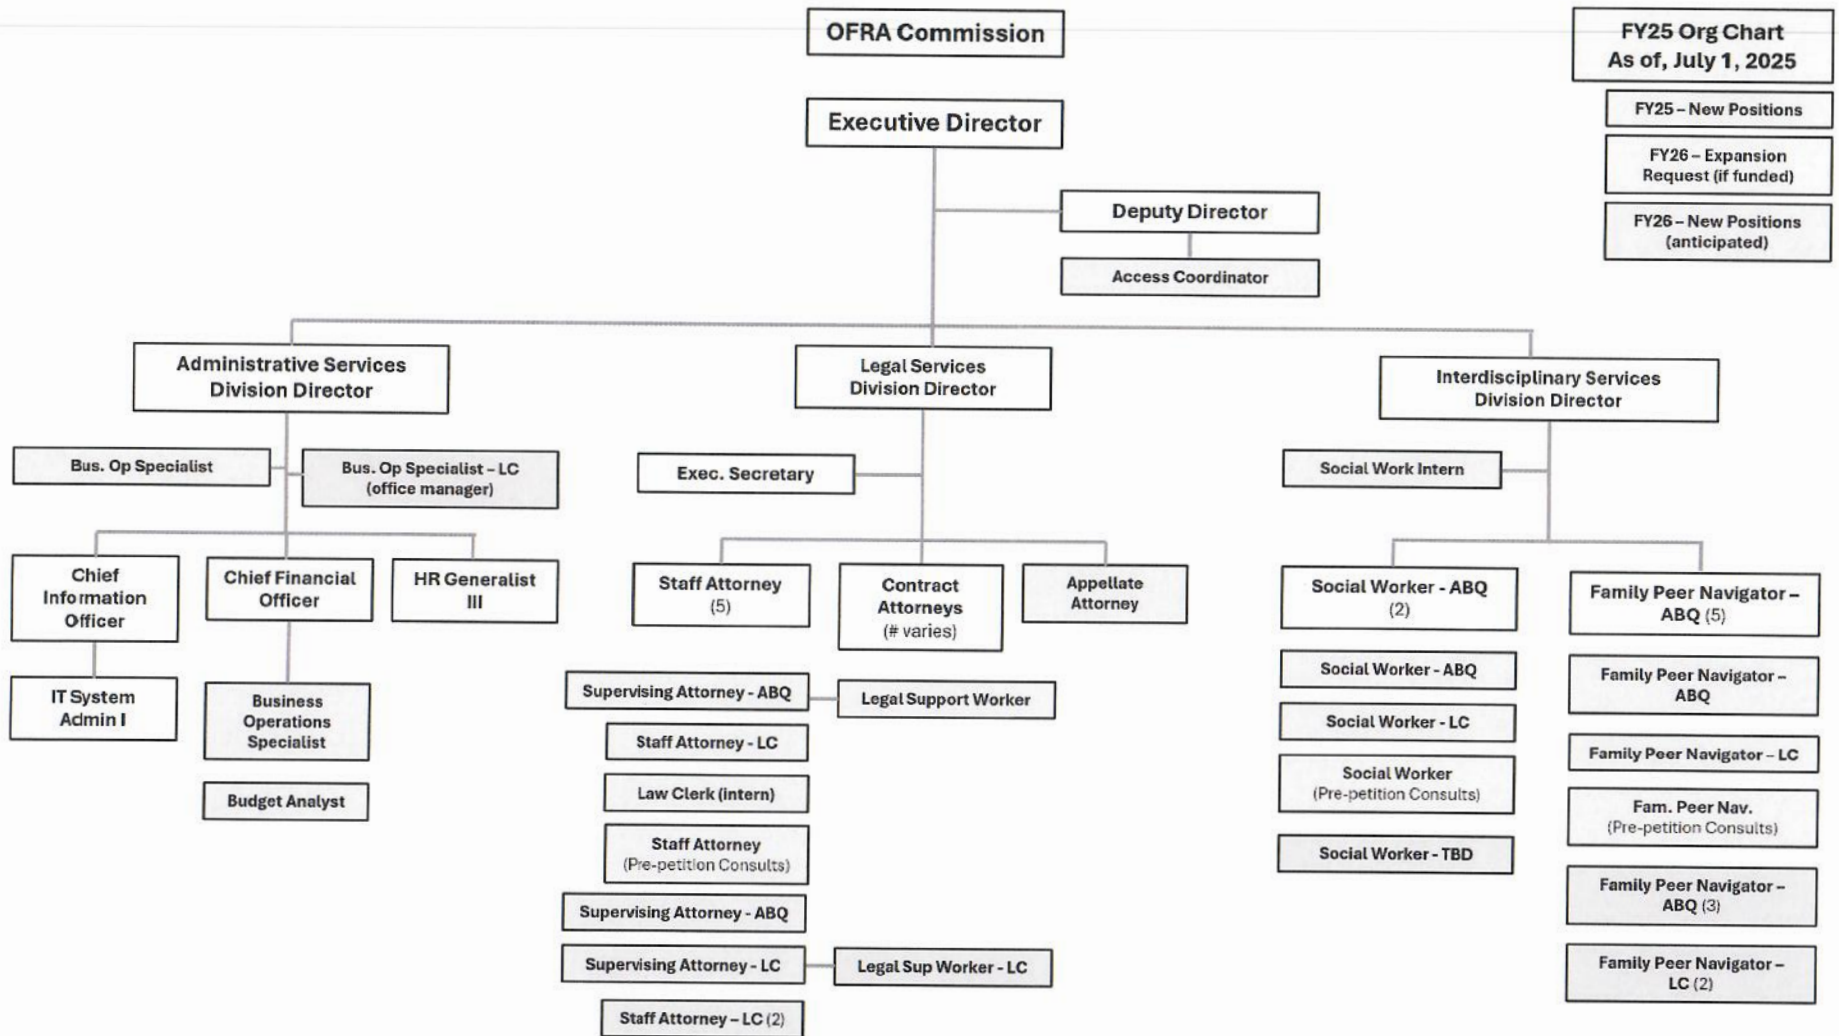 OFRA Commission
FY25 Org Chart
As of, July 1, 2025
FY25 – New Positions
FY26 – Expansion
Request (if funded)
FY26 – New Positions
(anticipated)
Executive Director
Deputy Director
Access Coordinator
Administrative Services
Division Director
Legal Services
Division Director
Interdisciplinary Services
Division Director
Bus. Op Specialist
Bus. Op Specialist – LC
(office manager)
Exec. Secretary
Social Work Intern
Chief
Information
Officer
Chief Financial
Officer
HR Generalist
III
IT System
Admin I
Business
Operations
Specialist
Budget Analyst
Staff Attorney
(5)
Contract
Attorneys
(# varies)
Appellate
Attorney
Supervising Attorney - ABQ
Legal Support Worker
Staff Attorney - LC
Law Clerk (intern)
Staff Attorney
(Pre-petition Consults)
Supervising Attorney - ABQ
Supervising Attorney - LC
Legal Sup Worker - LC
Staff Attorney – LC (2)
Social Worker - ABQ
(2)
Social Worker - ABQ
Social Worker - LC
Social Worker
(Pre-petition Consults)
Social Worker - TBD
Family Peer Navigator –
ABQ (5)
Family Peer Navigator –
ABQ
Family Peer Navigator – LC
Fam. Peer Nav.
(Pre-petition Consults)
Family Peer Navigator –
ABQ (3)
Family Peer Navigator –
LC (2)